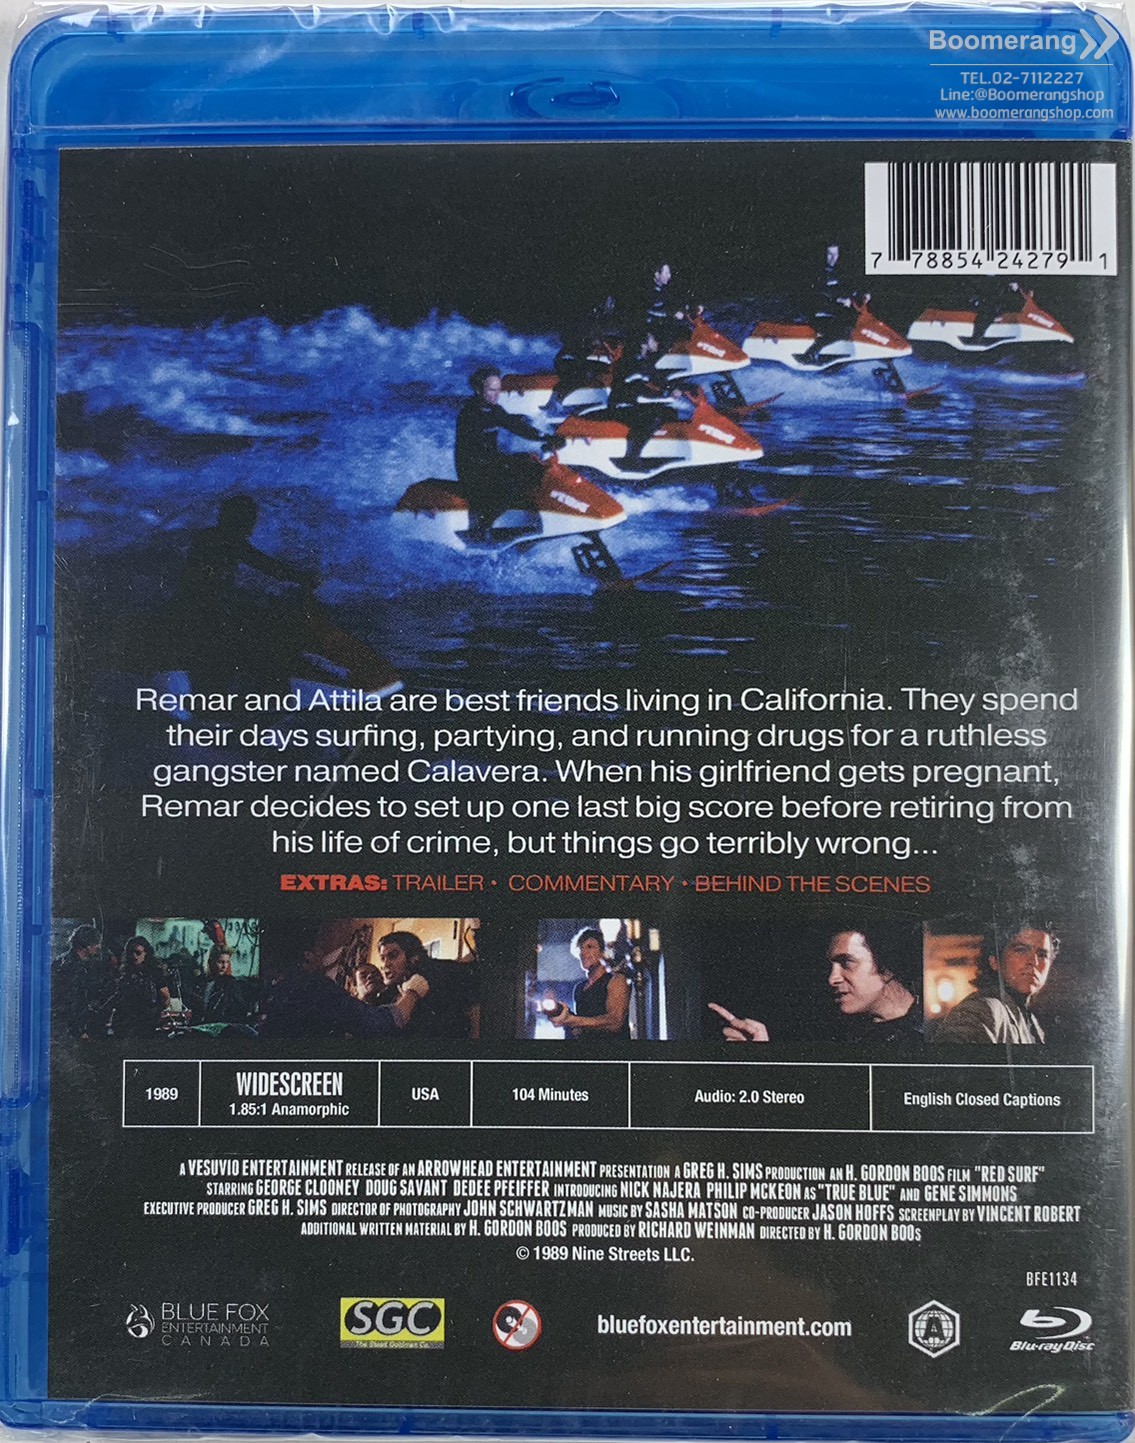 Boomerang
TEL.02-7112227
Line:@Boomerangshop
www.boomerangshop.com
7 78854 24279 1
Remar and Attila are best friends living in California. They spend
their days surfing, partying, and running drugs for a ruthless
gangster named Calavera. When his girlfriend gets pregnant,
Remar decides to set up one last big score before retiring from
his life of crime, but things go terribly wrong...
EXTRAS: TRAILER • COMMENTARY • BEHIND THE SCENES
1989
WIDESCREEN
1.85:1 Anamorphic
USA
104 Minutes
Audio: 2.0 Stereo
English Closed Captions
A VESUVIO ENTERTAINMENT RELEASE OF AN ARROWHEAD ENTERTAINMENT PRESENTATION A GREG H. SIMS PRODUCTION AN H. GORDON BOOS FILM "RED SURF"
STARRING GEORGE CLOONEY DOUG SAVANT DEDEE PFEIFFER INTRODUCING NICK NAJERA PHILIP MCKEON AS "TRUE BLUE" AND GENE SIMMONS
EXECUTIVE PRODUCER GREG H. SIMS DIRECTOR OF PHOTOGRAPHY JOHN SCHWARTZMAN MUSIC BY SASHA MATSON CO-PRODUCER JASON HOFFS SCREENPLAY BY VINCENT ROBERT
ADDITIONAL WRITTEN MATERIAL BY H. GORDON BOOS PRODUCED BY RICHARD WEINMAN DIRECTED BY H. GORDON BOOS
© 1989 Nine Streets LLC.
BFE1134
BLUE FOX
ENTERTAINMENT
CANADA
SGC
The Stead Goldman Co.
bluefoxentertainment.com
A
Blu-ray Disc